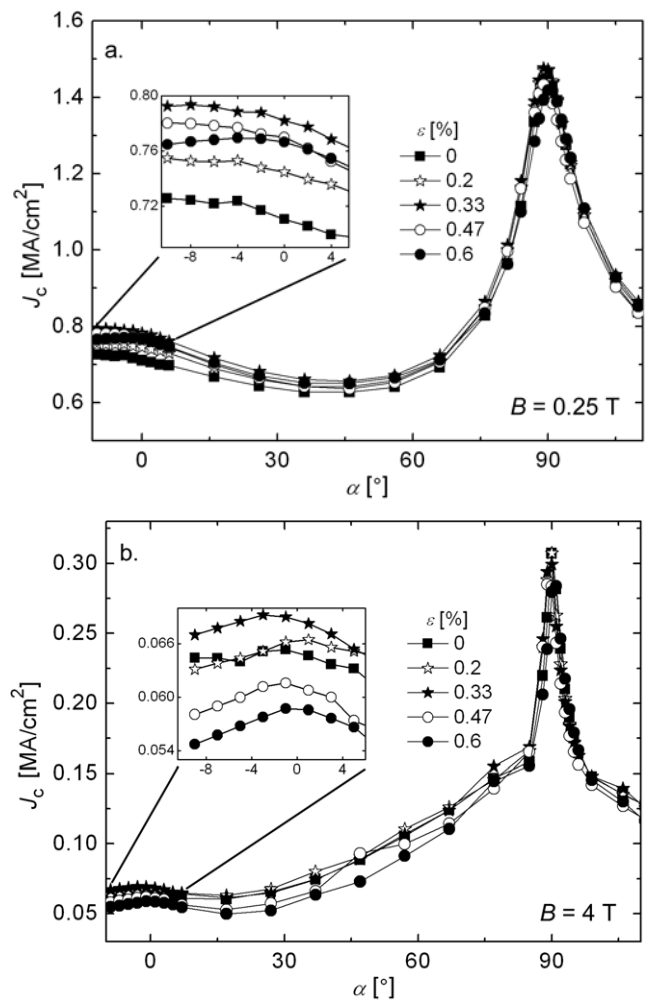 a.
1.6
1.4
1.2
1.0
0.8
0.6
Jc [MA/cm²]
0.80
0.76
0.72
-8 -4 0 4
ε [%]
0
0.2
0.33
0.47
0.6
B = 0.25 T
0 30 60 90
α [°]
b.
0.30
0.25
0.20
0.15
0.10
0.05
Jc [MA/cm²]
0.066
0.060
0.054
-8 -4 0 4
ε [%]
0
0.2
0.33
0.47
0.6
B = 4 T
0 30 60 90
α [°]